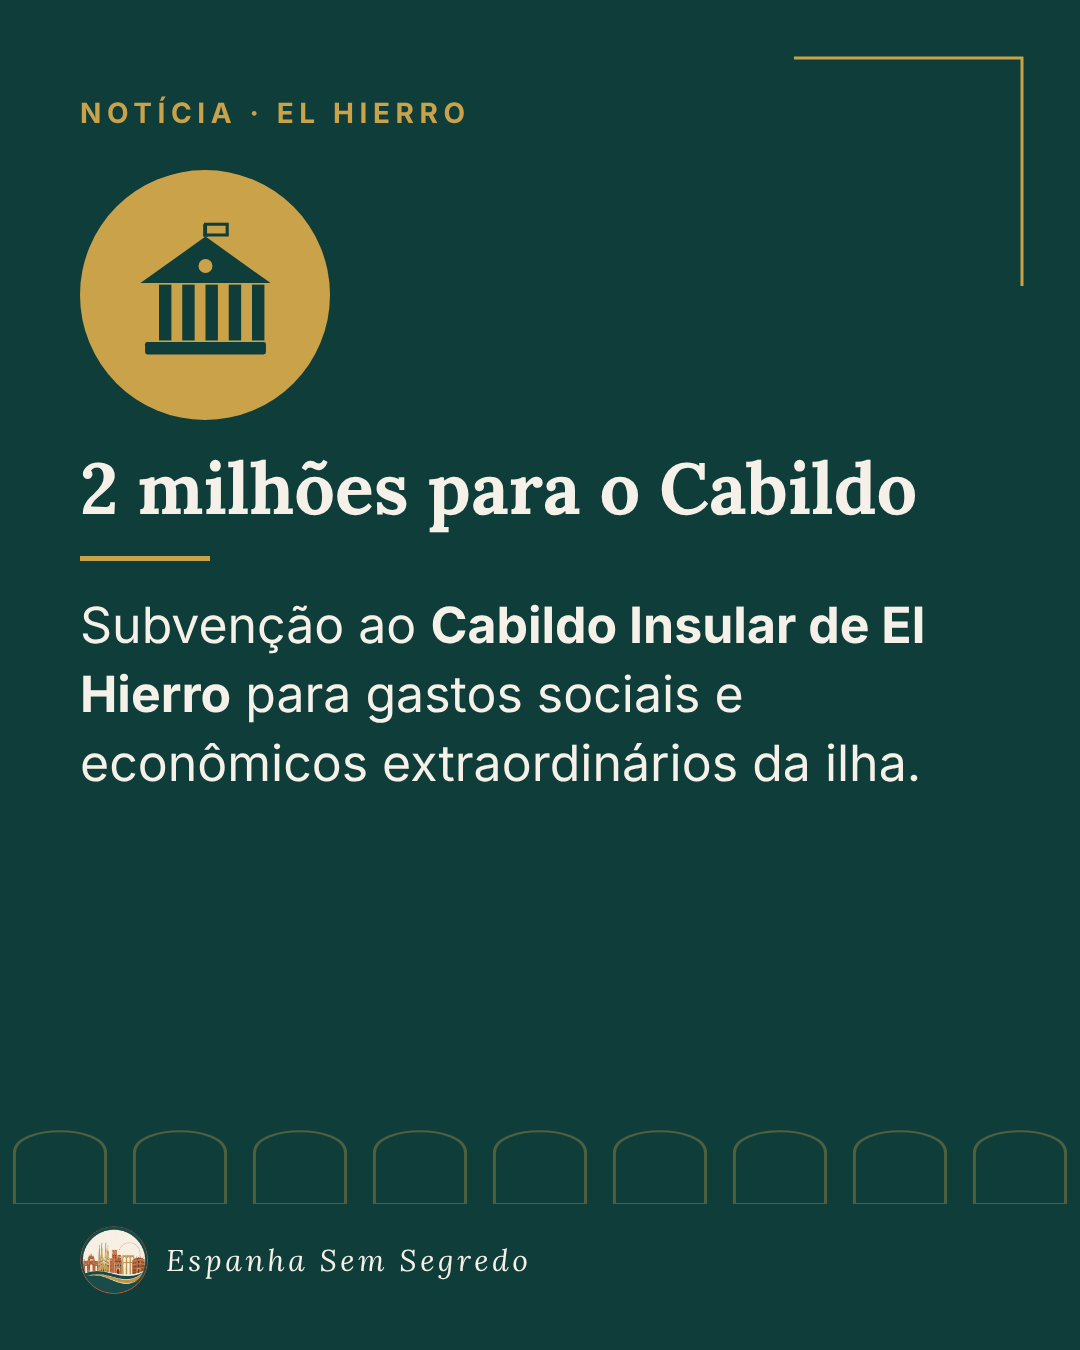 NOTÍCIA · EL HIERRO
2 milhões para o Cabildo
Subvenção ao Cabildo Insular de El
Hierro para gastos sociais e
econômicos extraordinários da ilha.
Espanha Sem Segredo